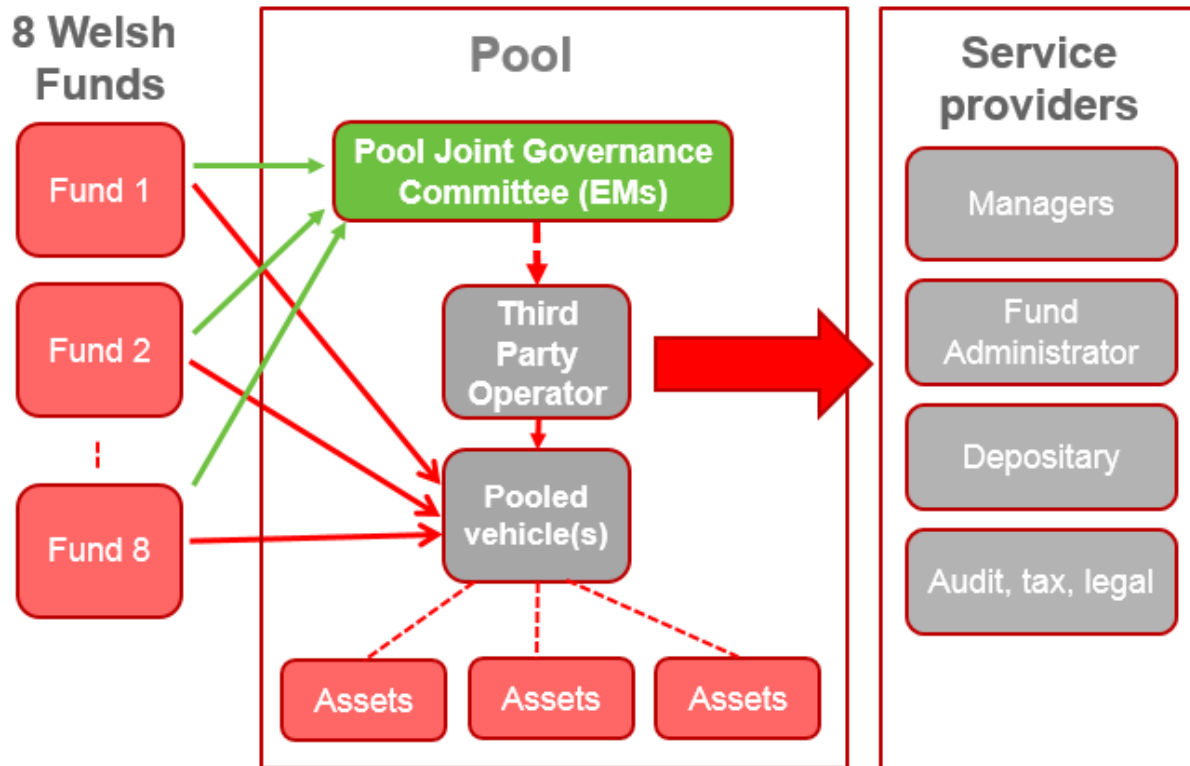 8 Welsh
Funds
Fund 1
Fund 2
Fund 8
Pool
Pool Joint Governance
Committee (EMs)
Third
Party
Operator
Pooled
vehicle(s)
Assets
Assets
Assets
Service
providers
Managers
Fund
Administrator
Depositary
Audit, tax, legal